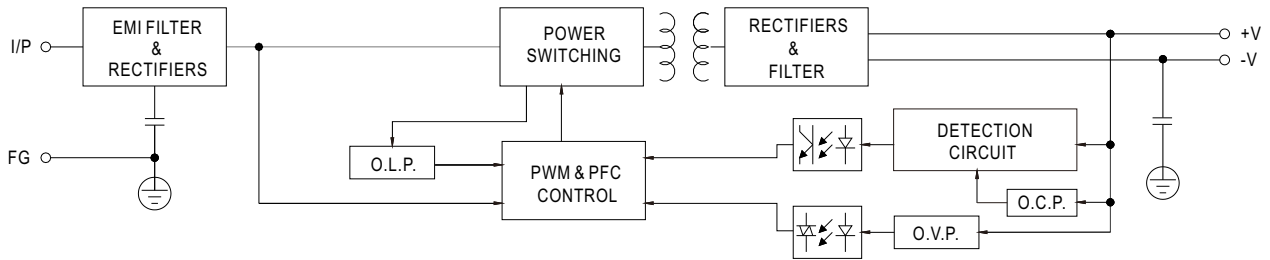 I/P
EMI FILTER
&
RECTIFIERS
POWER
SWITCHING
RECTIFIERS
&
FILTER
+V
-V
FG
O.L.P.
PWM & PFC
CONTROL
DETECTION
CIRCUIT
O.C.P.
O.V.P.